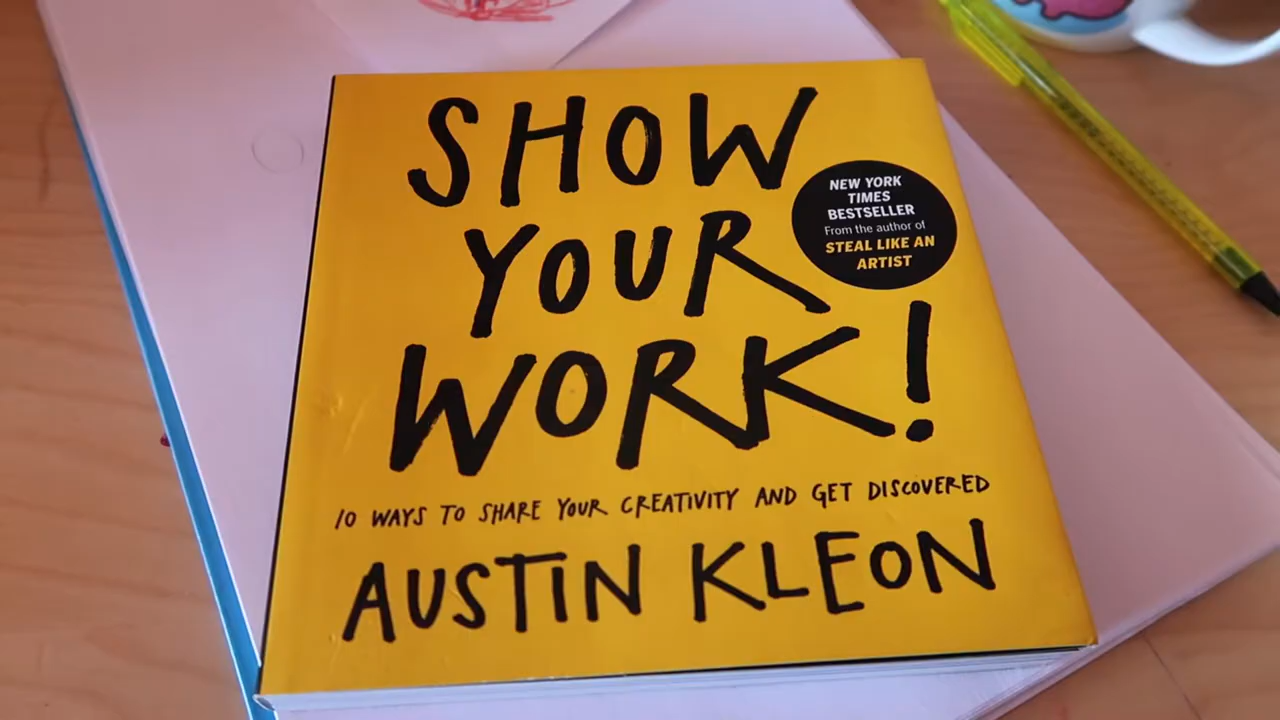 SHOW
YOUR
WORK!
NEW YORK
TIMES
BESTSELLER
From the author of
STEAL LIKE AN
ARTIST
10 WAYS TO SHARE YOUR CREATIVITY AND GET DISCOVERED
AUSTIN KLEON